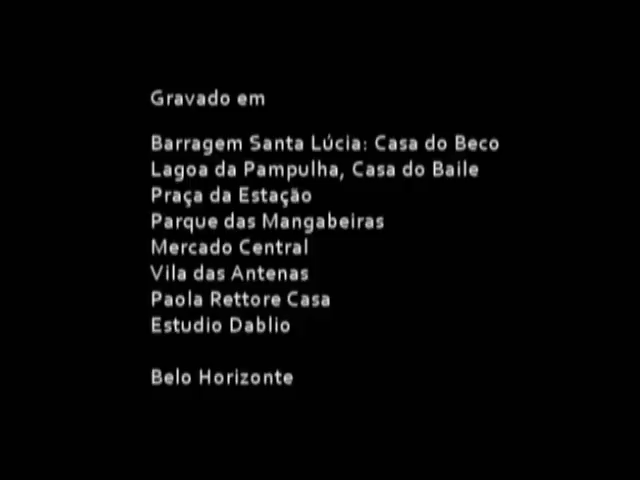 Gravado em
Barragem Santa Lúcia: Casa do Beco
Lagoa da Pampulha, Casa do Baile
Praça da Estação
Parque das Mangabeiras
Mercado Central
Vila das Antenas
Paola Rettore Casa
Estudio Dablio
Belo Horizonte